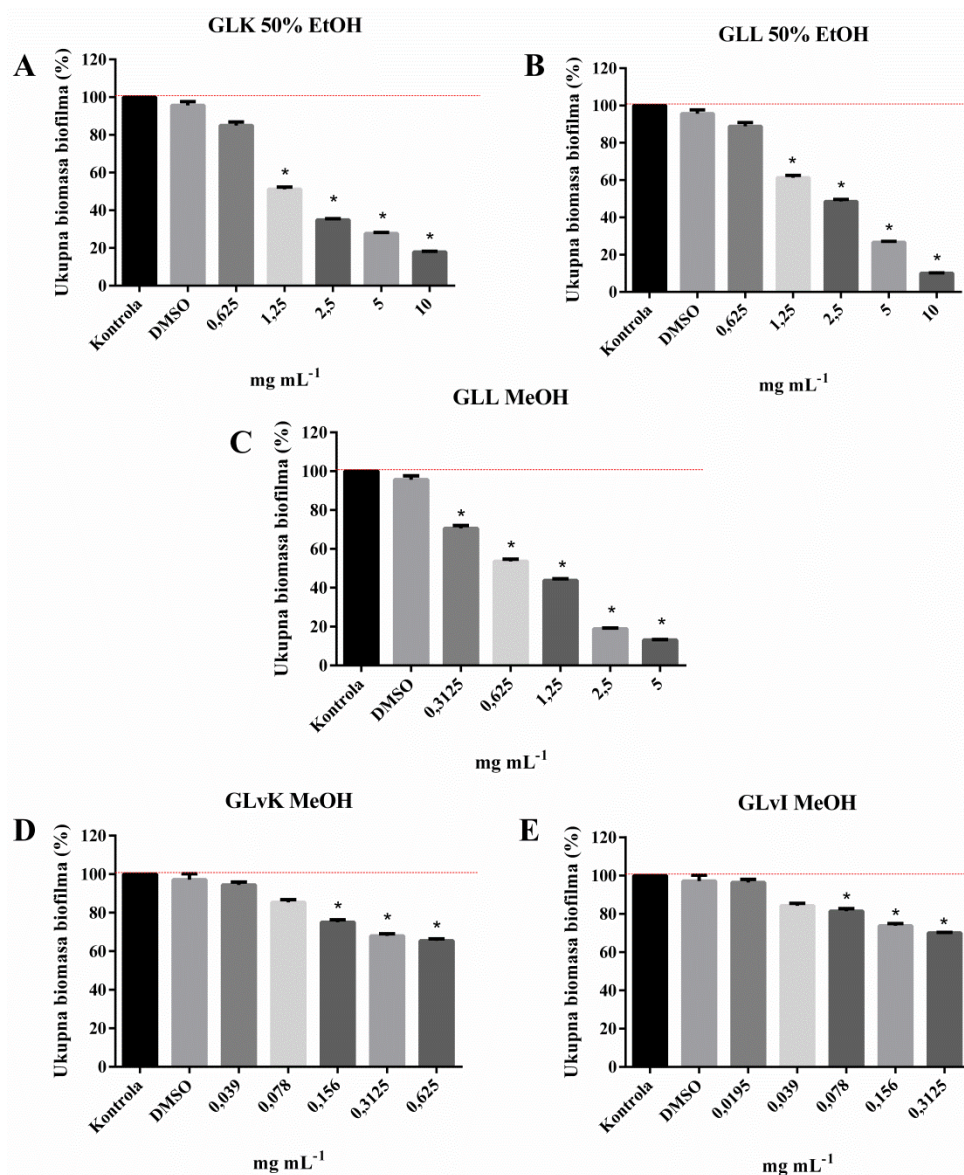 GLK 50% EtOH
A
Ukupna biomasa biofilma (%)
120
100
80
60
40
20
0
* * * *
Kontrola DMSO 0,625 1,25 2,5 5 10
mg mL⁻¹
GLL 50% EtOH
B
Ukupna biomasa biofilma (%)
120
100
80
60
40
20
0
* * * *
Kontrola DMSO 0,625 1,25 2,5 5 10
mg mL⁻¹
GLL MeOH
C
Ukupna biomasa biofilma (%)
120
100
80
60
40
20
0
* * * * *
Kontrola DMSO 0,3125 0,625 1,25 2,5 5
mg mL⁻¹
GLvK MeOH
D
Ukupna biomasa biofilma (%)
120
100
80
60
40
20
0
* * *
Kontrola DMSO 0,039 0,078 0,156 0,3125 0,625
mg mL⁻¹
GLvI MeOH
E
Ukupna biomasa biofilma (%)
120
100
80
60
40
20
0
* * *
Kontrola DMSO 0,0195 0,039 0,078 0,156 0,3125
mg mL⁻¹